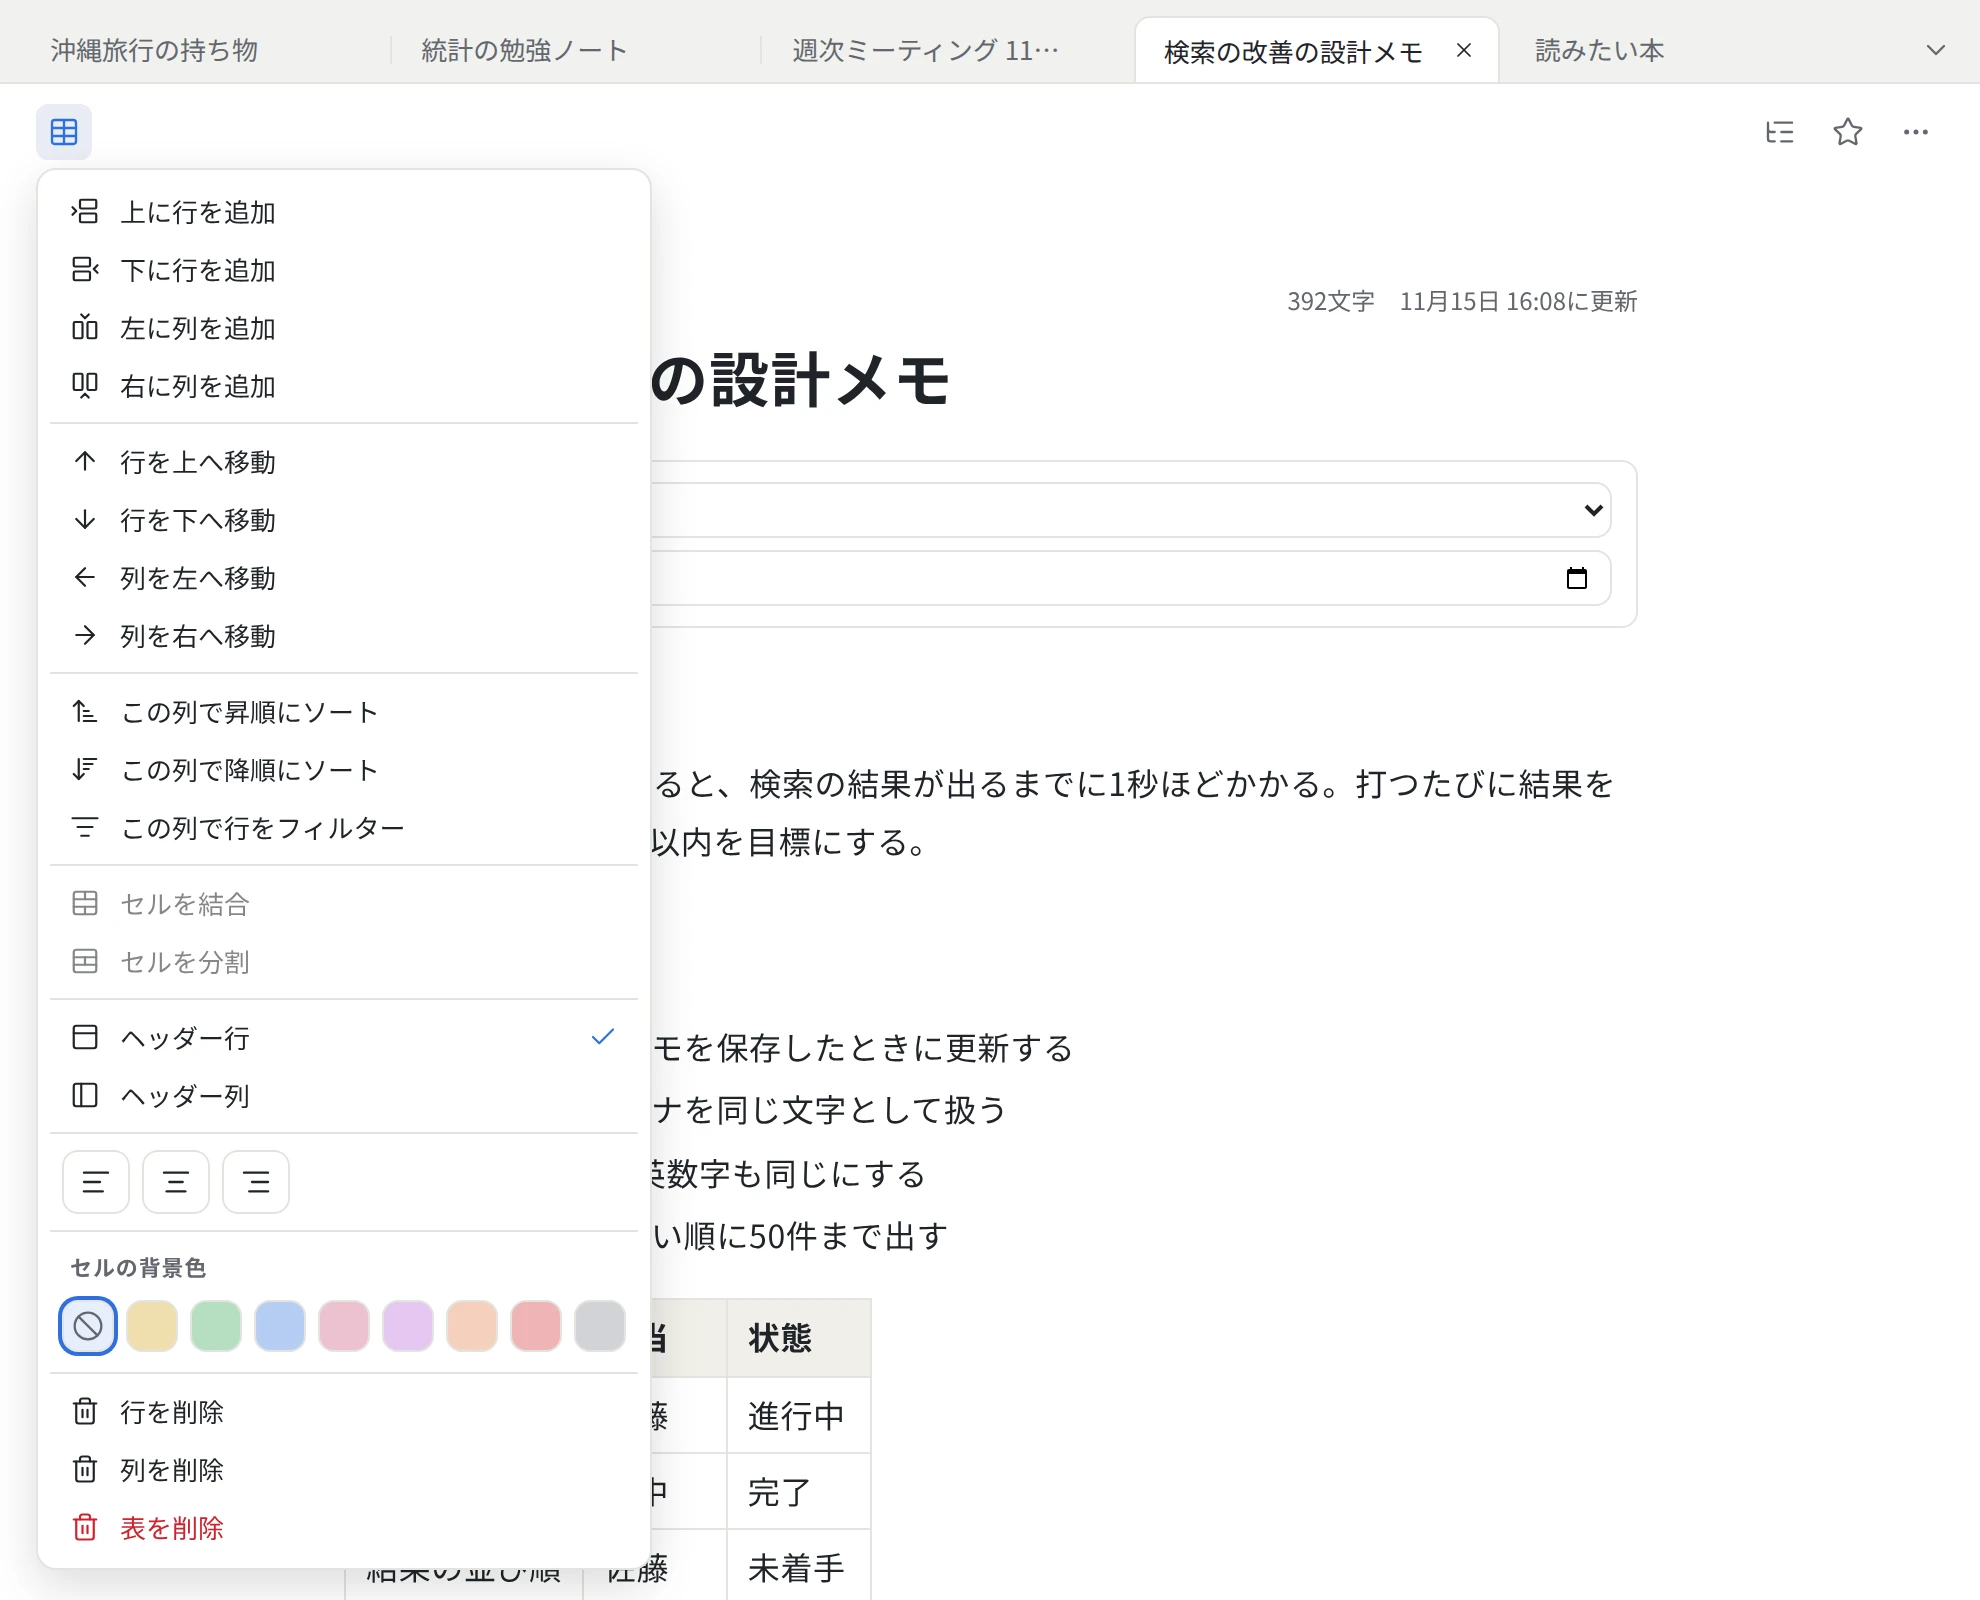 沖縄旅行の持ち物
統計の勉強ノート
週次ミーティング 11…
検索の改善の設計メモ
読みたい本
上に行を追加
下に行を追加
左に列を追加
右に列を追加
行を上へ移動
行を下へ移動
列を左へ移動
列を右へ移動
この列で昇順にソート
この列で降順にソート
この列で行をフィルター
セルを結合
セルを分割
ヘッダー行
ヘッダー列
セルの背景色
行を削除
列を削除
表を削除
392文字 11月15日 16:08に更新
の設計メモ
ると、検索の結果が出るまでに1秒ほどかかる。打つたびに結果を
以内を目標にする。
モを保存したときに更新する
ナを同じ文字として扱う
英数字も同じにする
い順に50件まで出す
当 状態
藤 進行中
中 完了
結果の並び順 佐藤 未着手